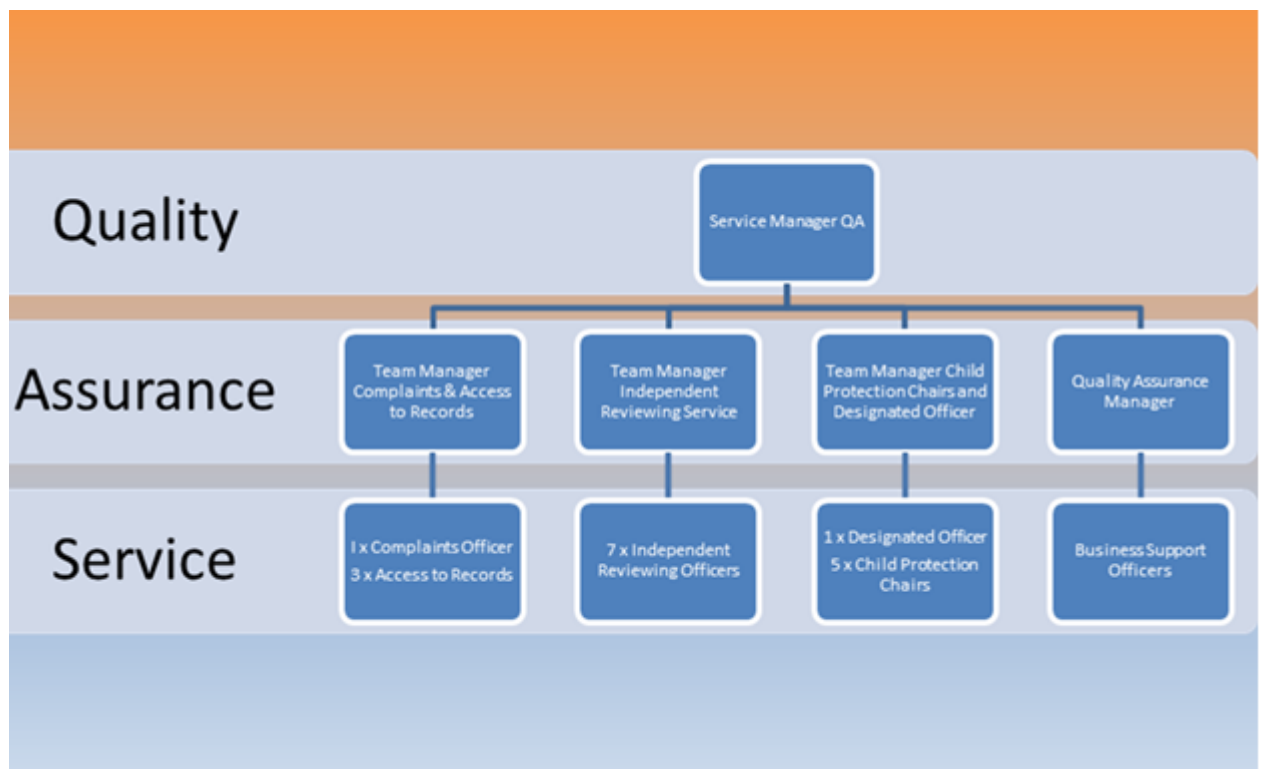 Quality
Service Manager QA
Assurance
Team Manager
Complaints & Access
to Records
Team Manager
Independent
Reviewing Service
Team Manager Child
Protection Chairs and
Designated Officer
Quality Assurance
Manager
Service
I x Complaints Officer
3 x Access to Records
7 x Independent
Reviewing Officers
1 x Designated Officer
5 x Child Protection
Chairs
Business Support
Officers